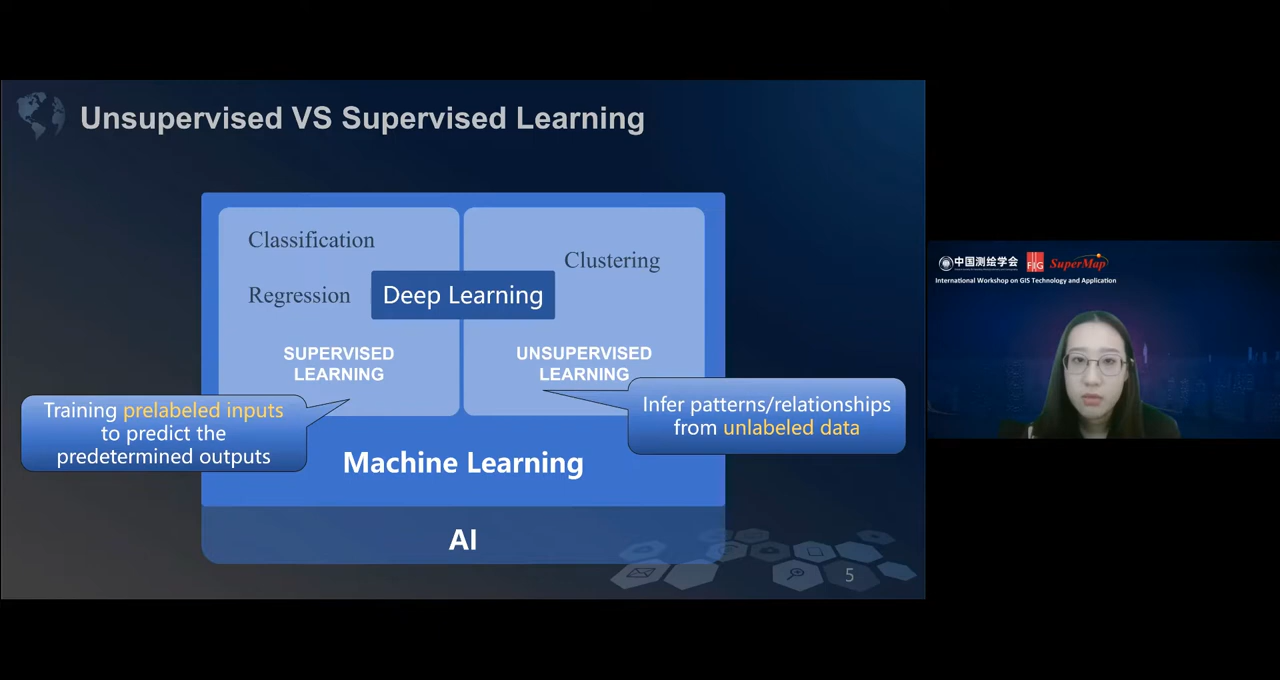 Unsupervised VS Supervised Learning
Classification
Regression
Clustering
Deep Learning
SUPERVISED
LEARNING
UNSUPERVISED
LEARNING
Training prelabeled inputs
to predict the
predetermined outputs
Infer patterns/relationships
from unlabeled data
Machine Learning
AI
5
中国测绘学会
FIG
SuperMap
International Workshop on GIS Technology and Application